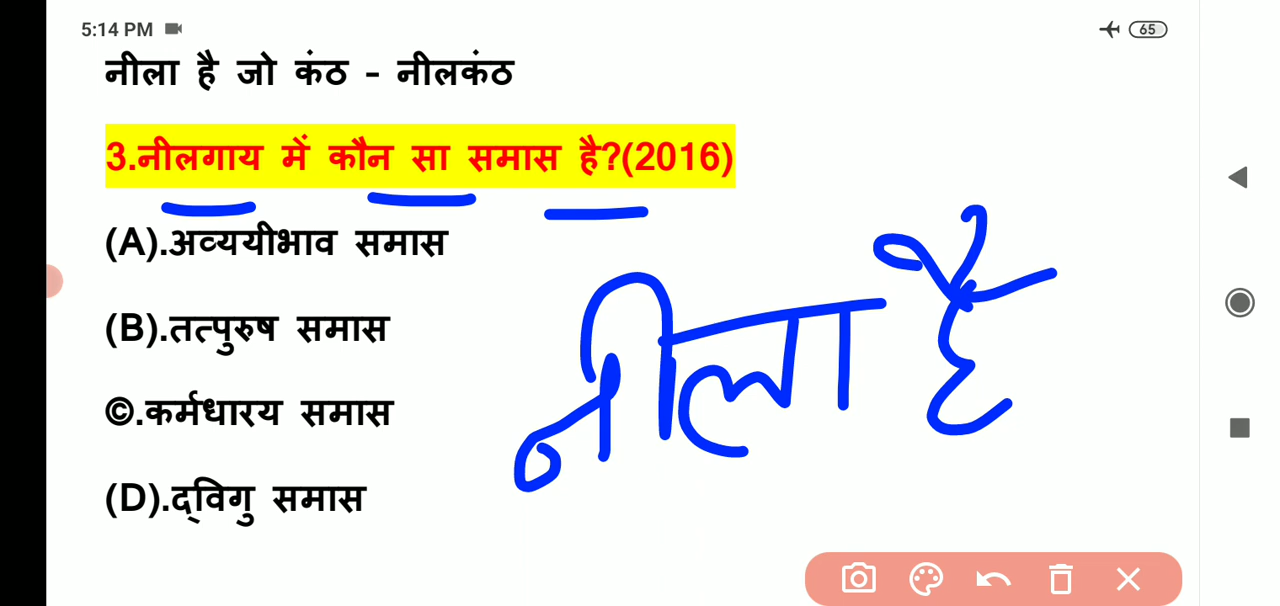 5:14 PM
65
नीला है जो कंठ - नीलकंठ
3.नीलगाय में कौन सा समास है?(2016)
(A).अव्ययीभाव समास
(B).तत्पुरुष समास
©.कर्मधारय समास
(D).द्विगु समास
नीला है